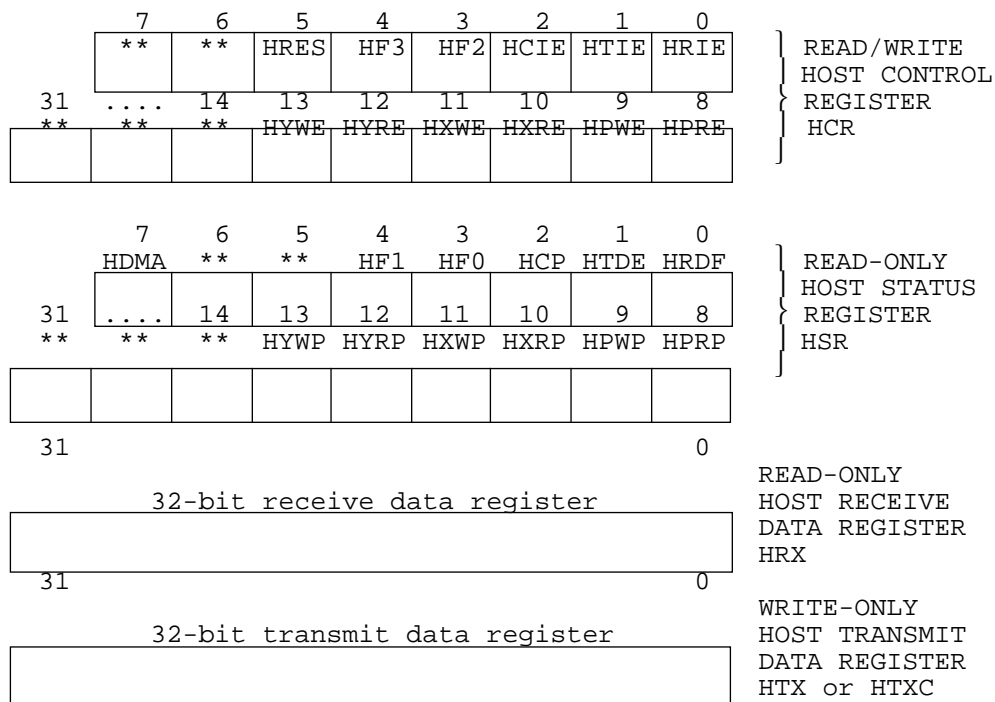 7 6 5 4 3 2 1 0
** ** HRES HF3 HF2 HCIE HTIE HRIE READ/WRITE
HOST CONTROL
31 .... 14 13 12 11 10 9 8 REGISTER
** ** ** HYWE HYRE HXWE HXRE HPWE HPRE HCR
7 6 5 4 3 2 1 0
HDMA ** ** HF1 HF0 HCP HTDE HRDF READ-ONLY
HOST STATUS
31 .... 14 13 12 11 10 9 8 REGISTER
** ** ** HYWP HYRP HXWP HXRP HPWP HPRP HSR
31 0
READ-ONLY
32-bit receive data register HOST RECEIVE
DATA REGISTER
HRX
31 0
WRITE-ONLY
32-bit transmit data register HOST TRANSMIT
DATA REGISTER
HTX or HTXC